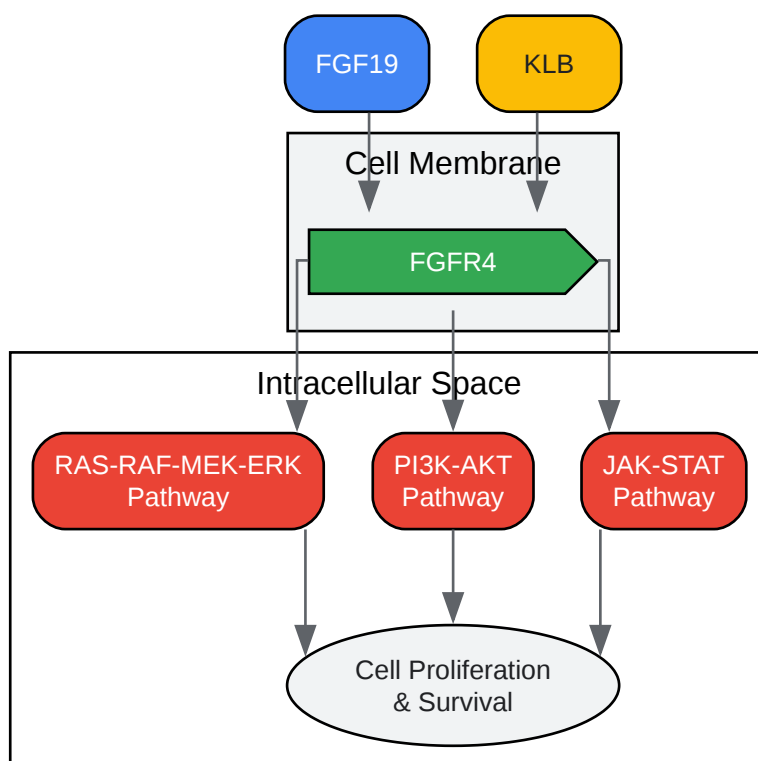 FGF19
KLB
Cell Membrane
FGFR4
Intracellular Space
RAS-RAF-MEK-ERK
Pathway
PI3K-AKT
Pathway
JAK-STAT
Pathway
Cell Proliferation
& Survival